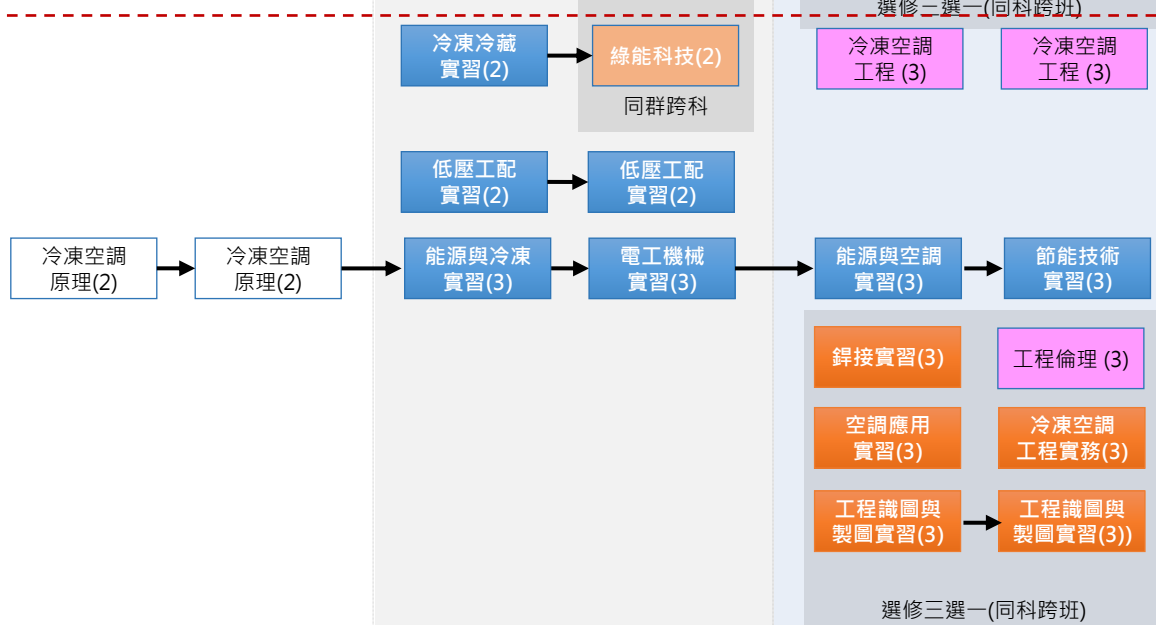 選修三選一(同科跨班)
冷凍冷藏
實習(2)
綠能科技(2)
同群跨科
冷凍空調
工程 (3)
冷凍空調
工程 (3)
低壓工配
實習(2)
低壓工配
實習(2)
冷凍空調
原理(2)
冷凍空調
原理(2)
能源與冷凍
實習(3)
電工機械
實習(3)
能源與空調
實習(3)
節能技術
實習(3)
銲接實習(3)
工程倫理 (3)
空調應用
實習(3)
冷凍空調
工程實務(3)
工程識圖與
製圖實習(3)
工程識圖與
製圖實習(3))
選修三選一(同科跨班)